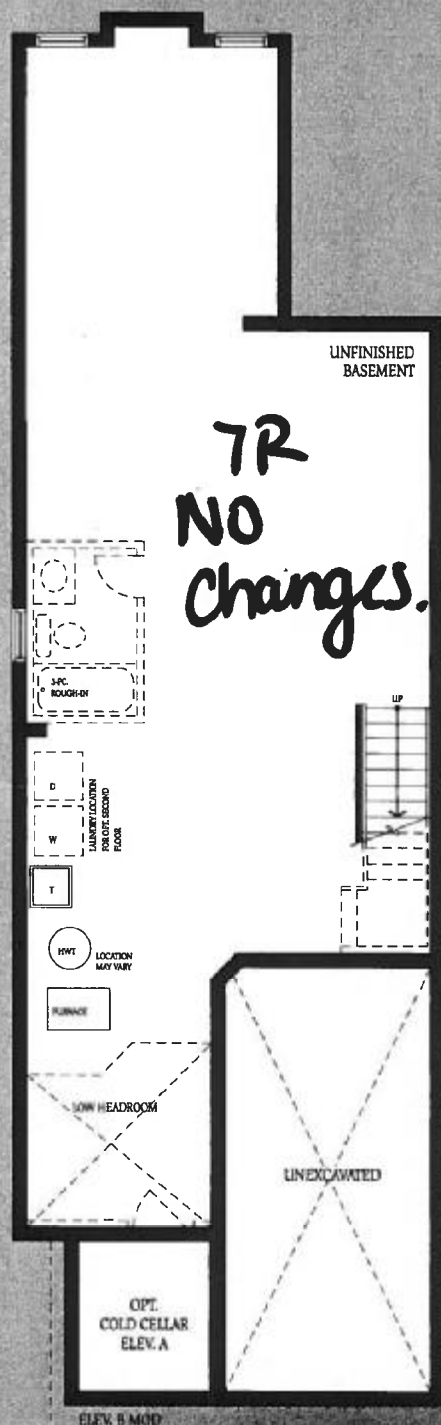 UNFINISHED
BASEMENT
7R
NO
Changes.
3-PC.
ROUGH-IN
UP
D
W
LAUNDRY LOCATION
FOR OPT. SECOND
FLOOR
T
HWT
LOCATION
MAY VARY
FURNACE
LOW HEADROOM
UNEXCAVATED
OPT.
COLD CELLAR
ELEV. A
ELEV. B MOD